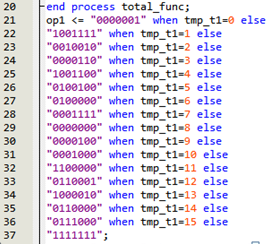 20 end process total_func;
21 op1 <= "0000001" when tmp_t1=0 else
22 "1001111" when tmp_t1=1 else
23 "0010010" when tmp_t1=2 else
24 "0000110" when tmp_t1=3 else
25 "1001100" when tmp_t1=4 else
26 "0100100" when tmp_t1=5 else
27 "0100000" when tmp_t1=6 else
28 "0001111" when tmp_t1=7 else
29 "0000000" when tmp_t1=8 else
30 "0000100" when tmp_t1=9 else
31 "0001000" when tmp_t1=10 else
32 "1100000" when tmp_t1=11 else
33 "0110001" when tmp_t1=12 else
34 "1000010" when tmp_t1=13 else
35 "0110000" when tmp_t1=14 else
36 "0111000" when tmp_t1=15 else
37 "1111111";